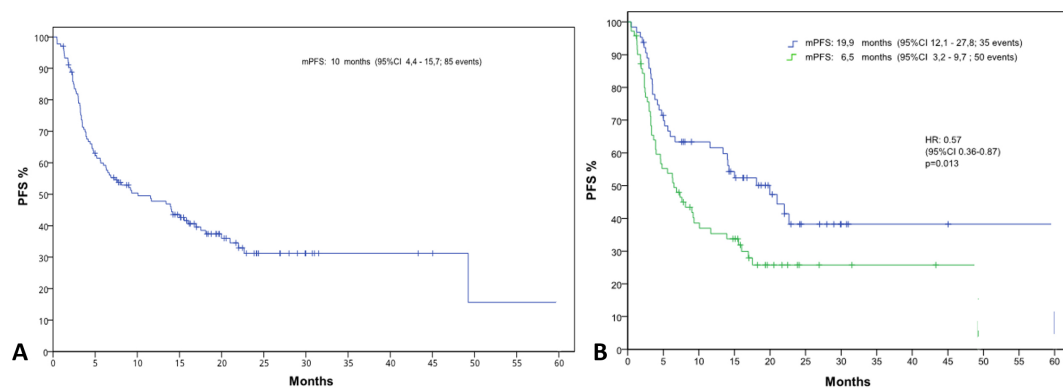 mPFS: 10 months (95%CI 4,4 - 15,7; 85 events)
PFS %
100
90
80
70
60
50
40
30
20
10
0
0 5 10 15 20 25 30 35 40 45 50 55 60
Months
A
mPFS: 19,9 months (95%CI 12,1 - 27,8; 35 events)
mPFS: 6,5 months (95%CI 3,2 - 9,7 ; 50 events)
HR: 0.57
(95%CI 0.36-0.87)
p=0.013
PFS %
100
90
80
70
60
50
40
30
20
10
0
0 5 10 15 20 25 30 35 40 45 50 55 60
Months
B